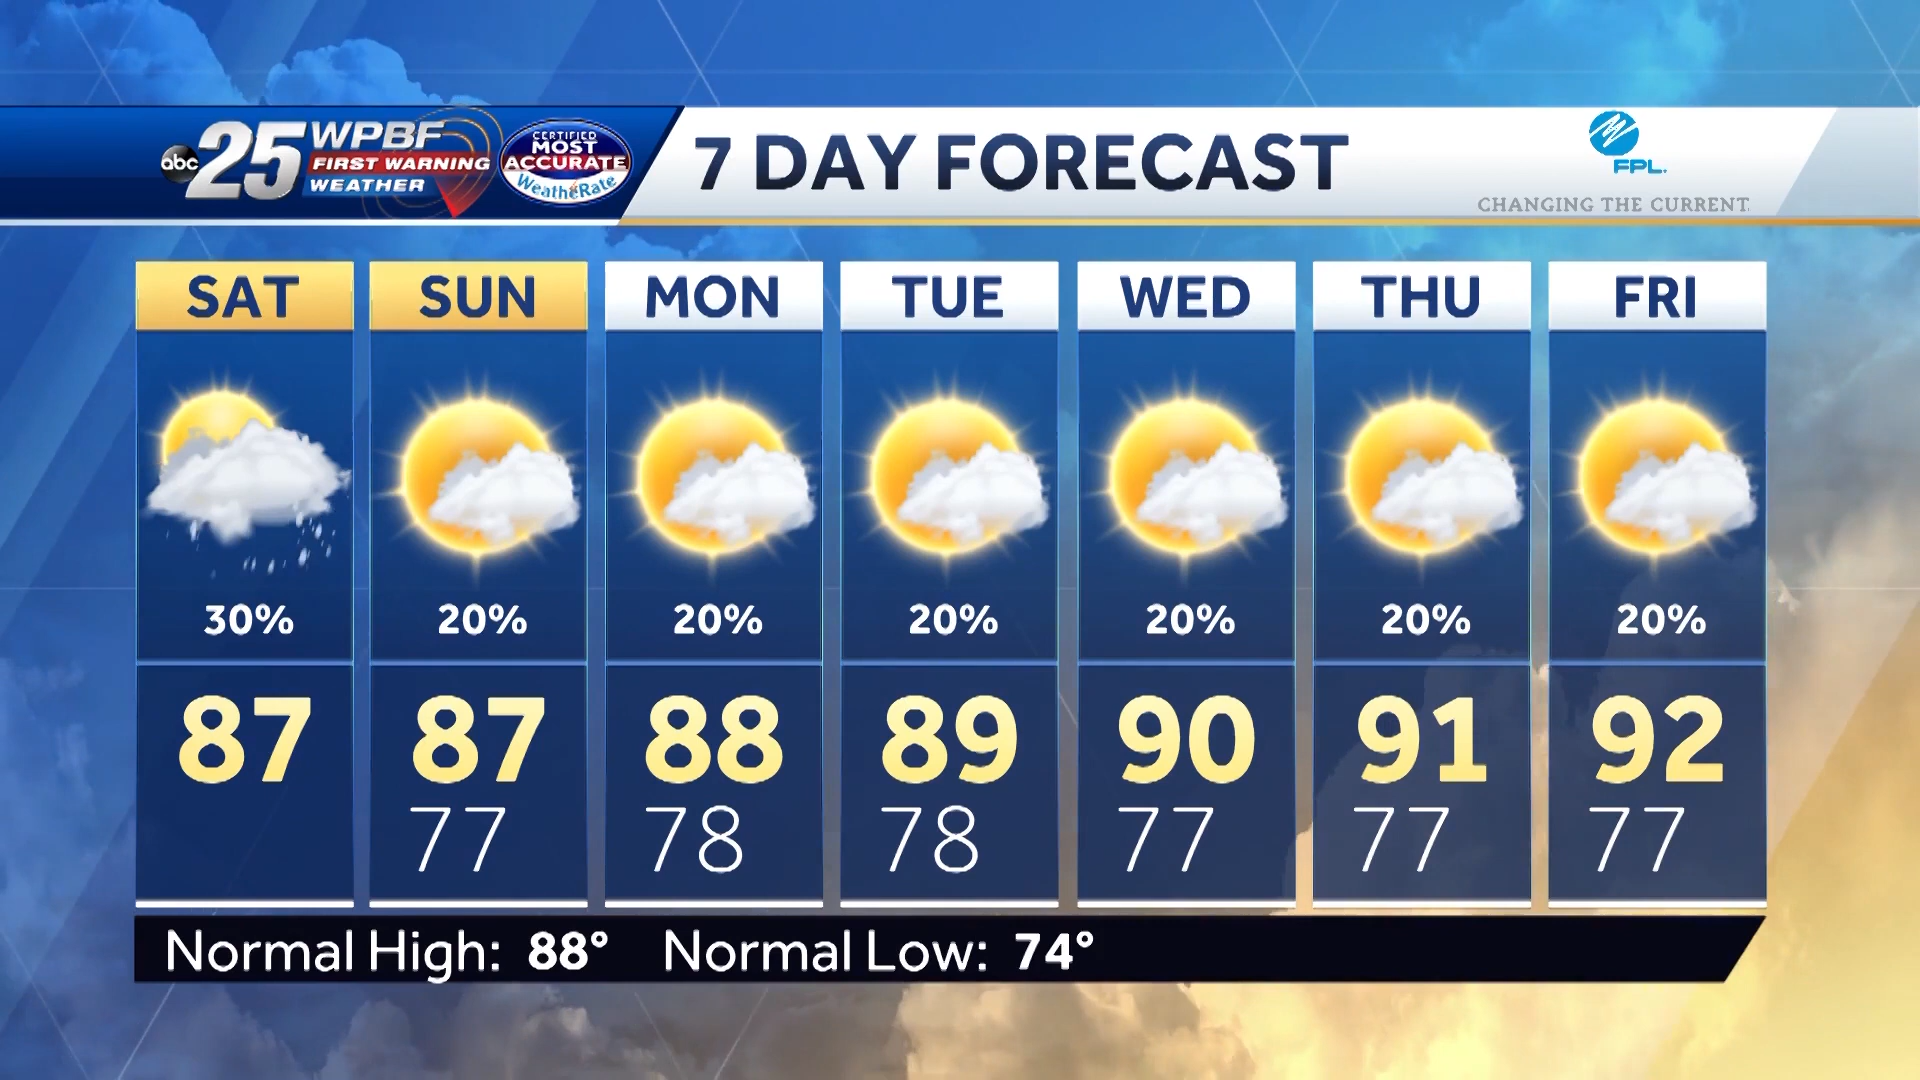 abc 25 WPBF
FIRST WARNING
WEATHER
CERTIFIED
MOST
ACCURATE
WeatheRate
7 DAY FORECAST
FPL.
CHANGING THE CURRENT.
SAT SUN MON TUE WED THU FRI
30% 20% 20% 20% 20% 20% 20%
87 87 88 89 90 91 92
77 78 78 77 77 77
Normal High: 88° Normal Low: 74°